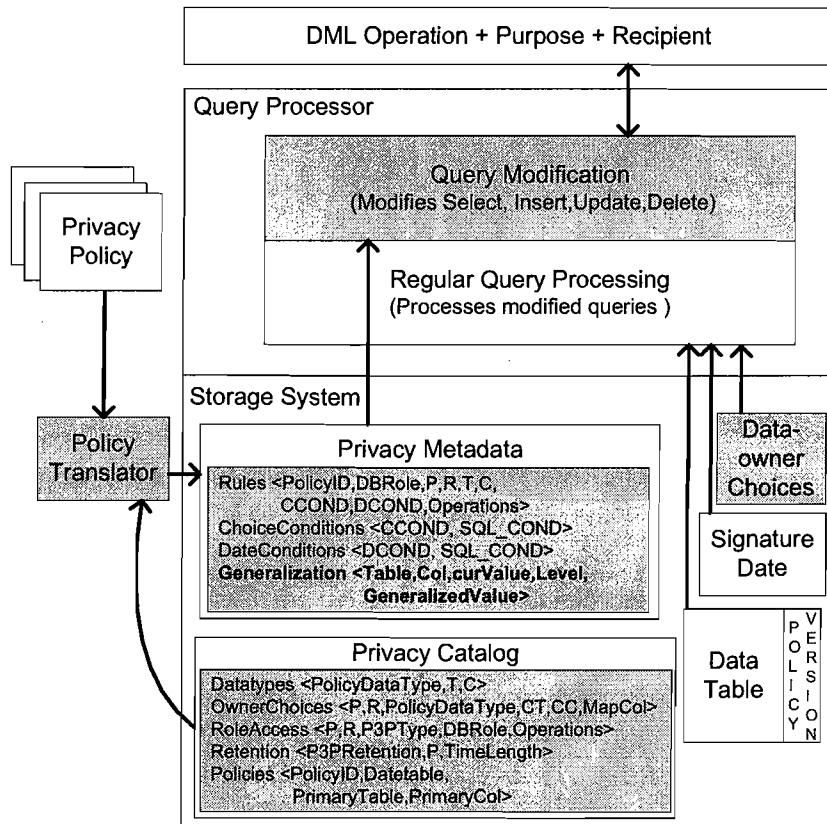 DML Operation + Purpose + Recipient
Query Processor
Query Modification
(Modifies Select, Insert,Update,Delete)
Regular Query Processing
(Processes modified queries )
Privacy
Policy
Policy
Translator
Storage System
Privacy Metadata
Rules <PolicyID,DBRole,P,R,T,C,
CCOND,DCOND,Operations>
ChoiceConditions <CCOND, SQL_COND>
DateConditions <DCOND, SQL_COND>
Generalization <Table,Col,curValue,Level,
GeneralizedValue>
Data-
owner
Choices
Signature
Date
Data
Table
POLICY
VERSION
Privacy Catalog
Datatypes <PolicyDataType,T,C>
OwnerChoices <P,R,PolicyDataType,CT,CC,MapCol>
RoleAccess <P,R,P3PType,DBRole,Operations>
Retention <P3PRetention,P,TimeLength>
Policies <PolicyID,Datetable,
PrimaryTable,PrimaryCol>